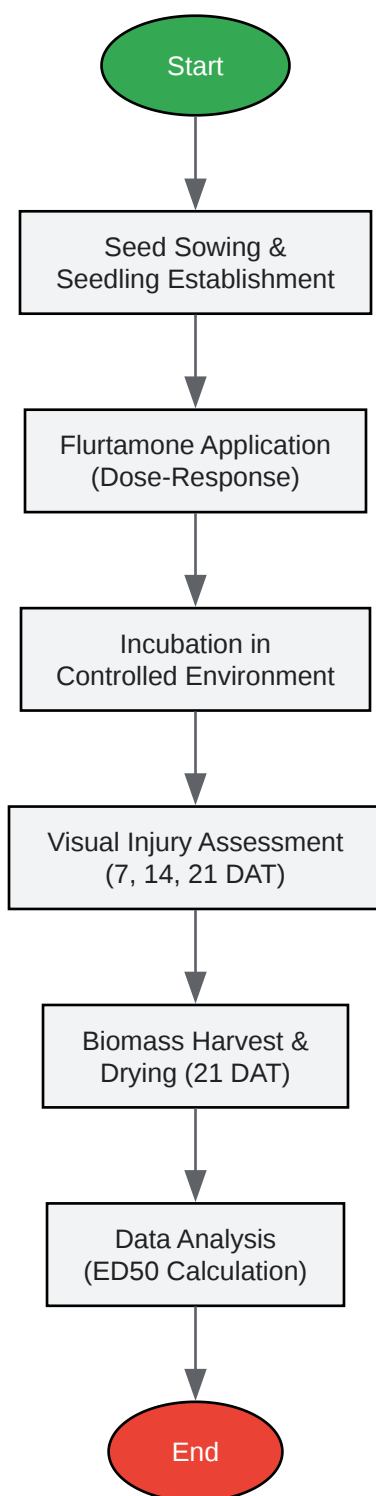 Start
Seed Sowing &
Seedling Establishment
Flurtamone Application
(Dose-Response)
Incubation in
Controlled Environment
Visual Injury Assessment
(7, 14, 21 DAT)
Biomass Harvest &
Drying (21 DAT)
Data Analysis
(ED50 Calculation)
End